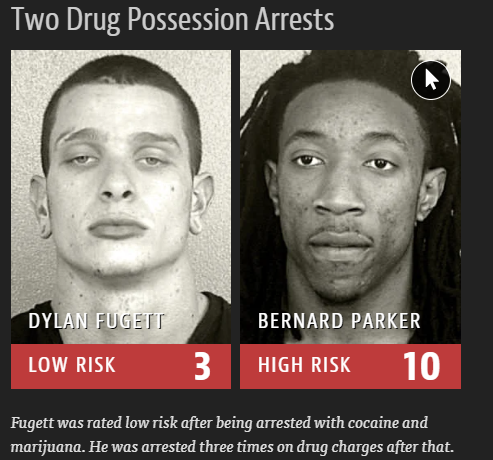 Two Drug Possession Arrests
DYLAN FUGETT
BERNARD PARKER
LOW RISK 3
HIGH RISK 10
Fugett was rated low risk after being arrested with cocaine and
marijuana. He was arrested three times on drug charges after that.